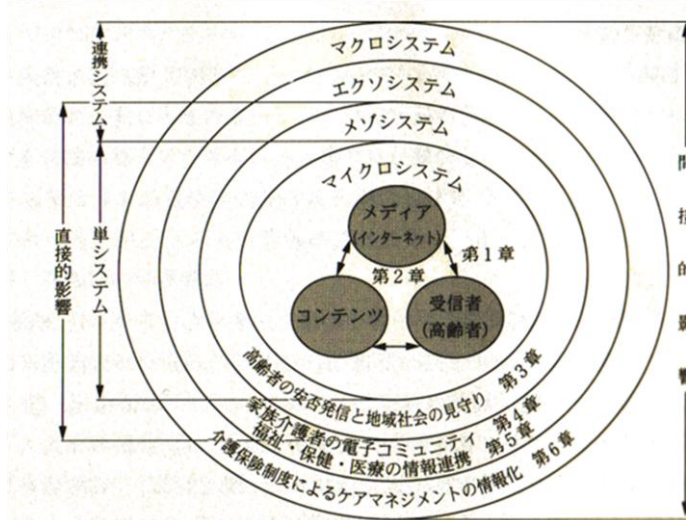 マクロシステム
エクソシステム
メゾシステム
マイクロシステム
メディア
(インターネット)
第1章
第2章
コンテンツ
受信者
(高齢者)
高齢者の安否発信と地域社会の見守り 第3章
家族介護者の電子コミュニティ 第4章
福祉・保健・医療の情報連携 第5章
介護保険制度によるケアマネジメントの情報化 第6章
連携システム
単システム
直接的影響
間接的影響